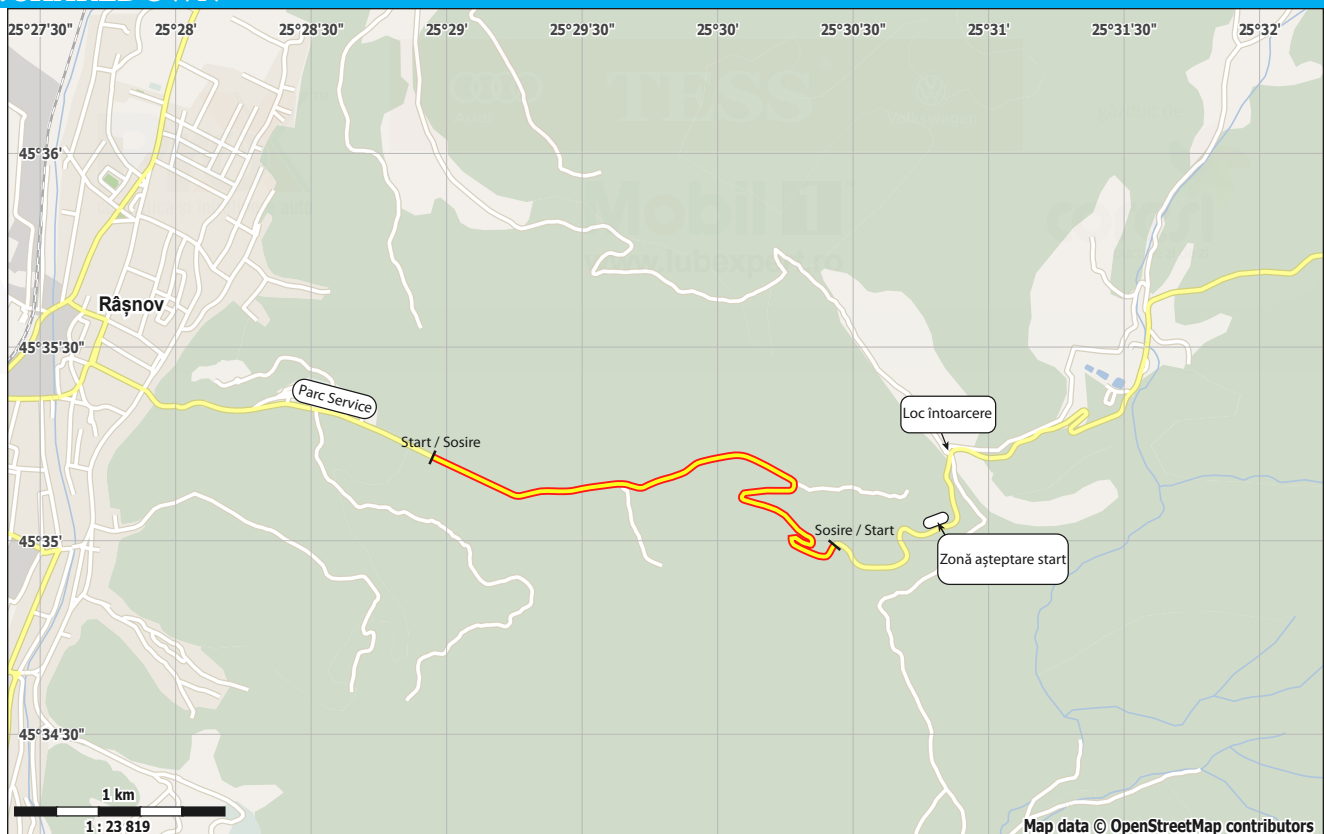 25°27'30"
25°28'
25°28'30"
25°29'
25°29'30"
25°30'
25°30'30"
25°31'
25°31'30"
25°32'
Audi
TESS
Volkswagen
45°36'
Mobil 1
www.lubexpert.ro
Râșnov
45°35'30"
Parc Service
Loc întoarcere
Start / Sosire
Sosire / Start
45°35'
Zonă așteptare start
45°34'30"
1 km
1 : 23 819
Map data © OpenStreetMap contributors